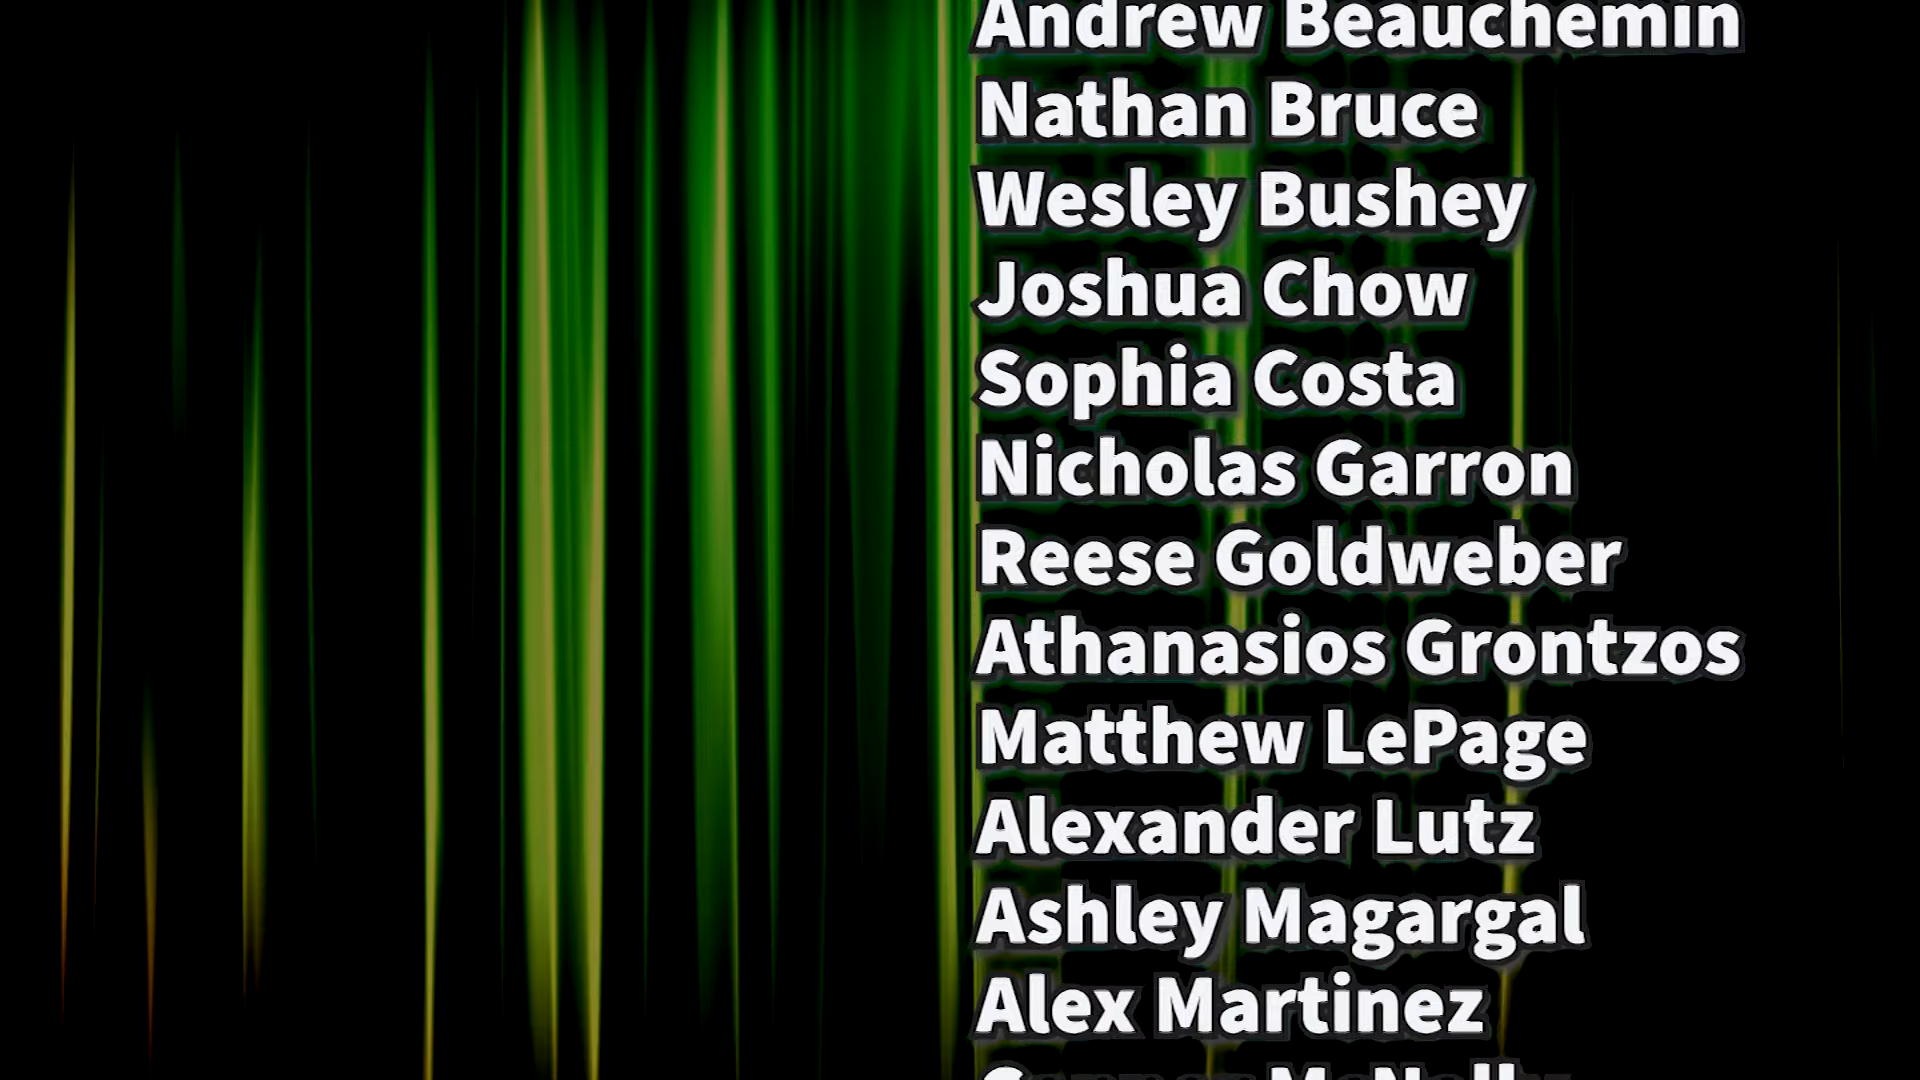 Andrew Beauchemin
Nathan Bruce
Wesley Bushey
Joshua Chow
Sophia Costa
Nicholas Garron
Reese Goldweber
Athanasios Grontzos
Matthew LePage
Alexander Lutz
Ashley Magargal
Alex Martinez